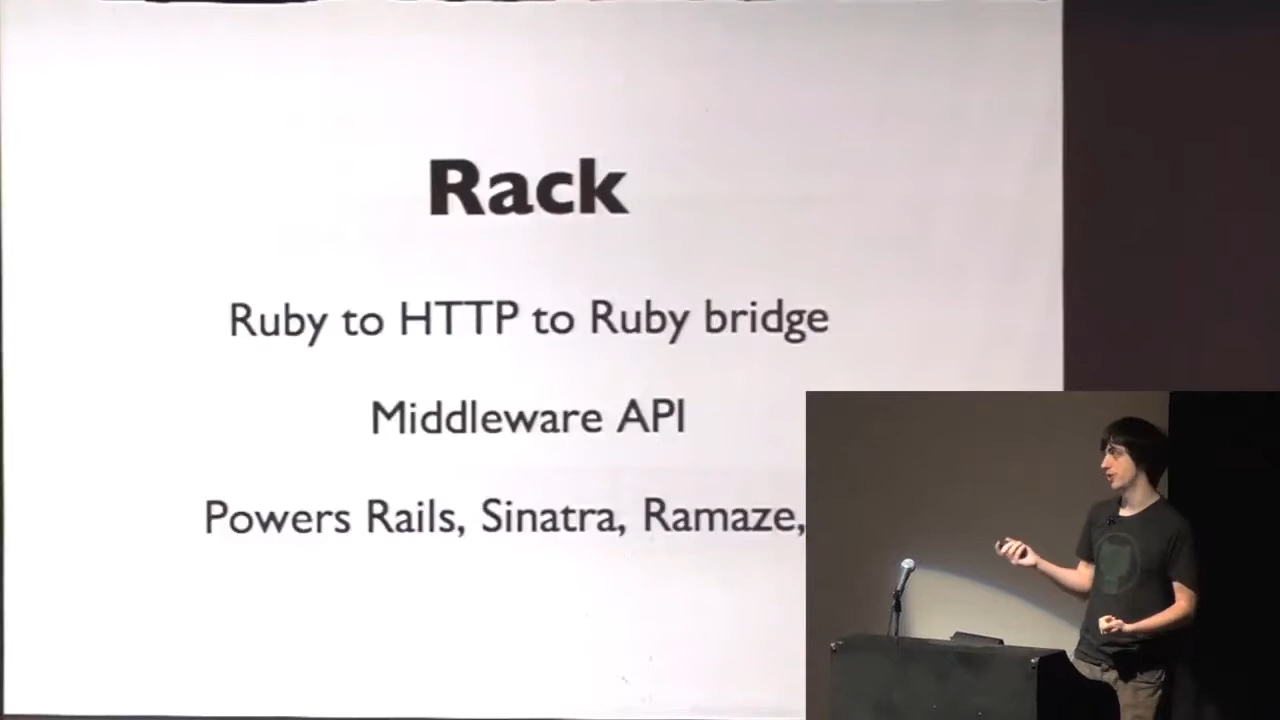 Rack
Ruby to HTTP to Ruby bridge
Middleware API
Powers Rails, Sinatra, Ramaze,